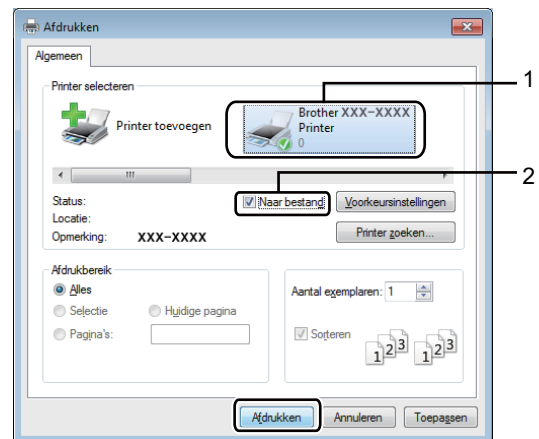 Afdrukken
Algemeen
1
Printer selecteren
Printer toevoegen
Brother XXX-XXXX
Printer
0
2
Status:
Naar bestand
Voorkeursinstellingen
Locatie:
Opmerking: XXX-XXXX
Printer zoeken...
Afdrukbereik
Alles
Aantal exemplaren: 1
Selectie
Huidige pagina
Pagina's:
Sorteren
1 2 3 1 2 3
Afdrukken
Annuleren
Toepassen